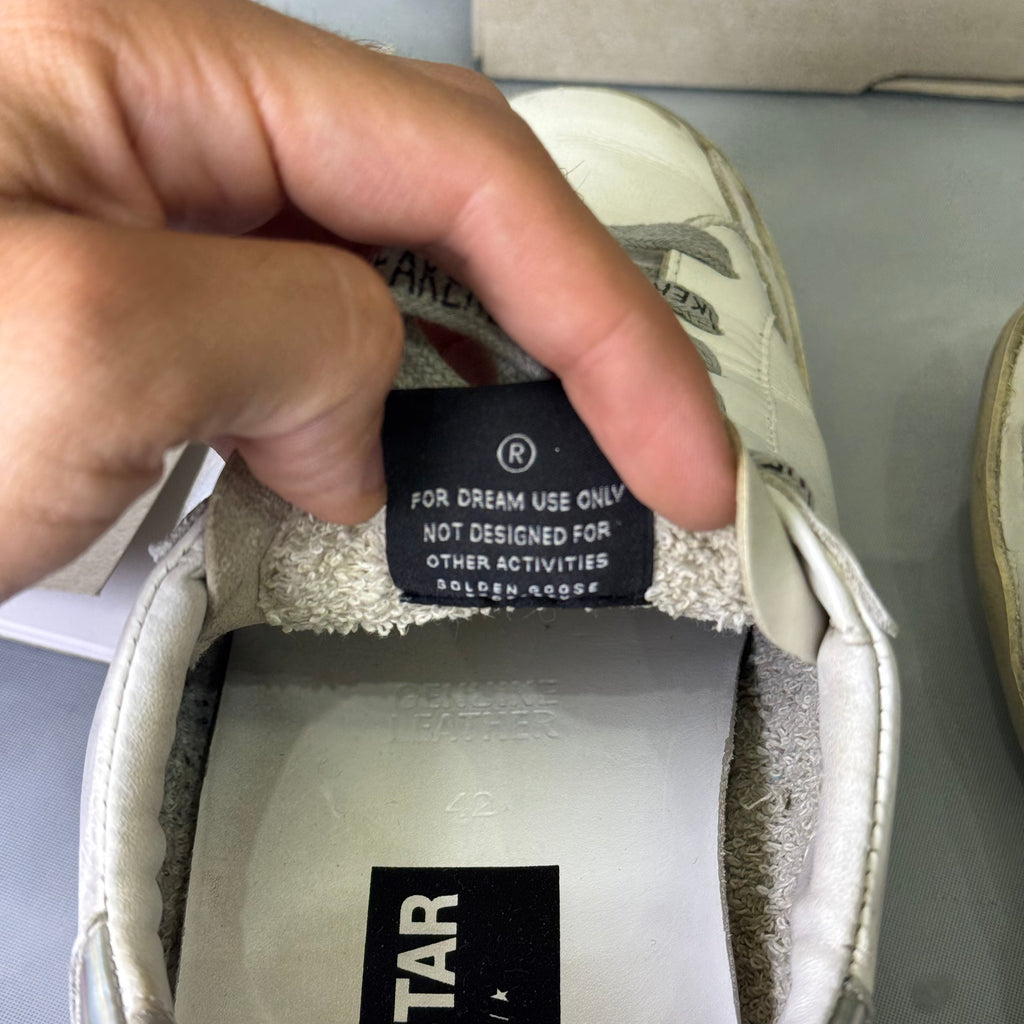 ®
FOR DREAM USE ONLY
NOT DESIGNED FOR
OTHER ACTIVITIES
GOLDEN GOOSE
GENUINE
LEATHER
42
TAR